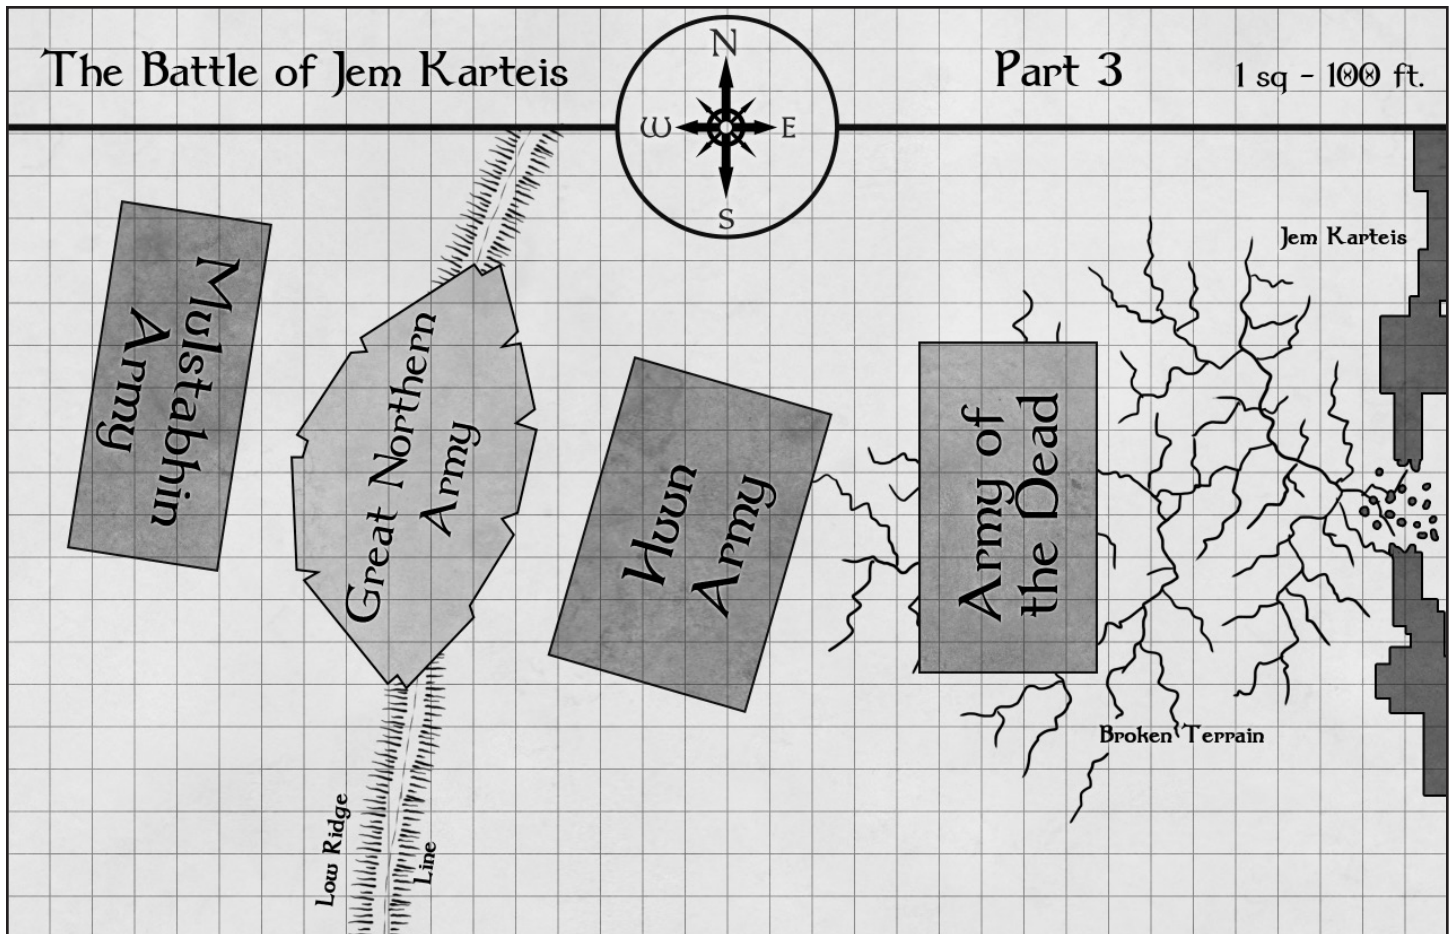 The Battle of Jem Karteis
N
W
E
S
Part 3
1 sq - 100 ft.
Jem Karteis
Mulstabhin
Army
Great Northern
Army
Huun
Army
Army of
the Dead
Broken Terrain
Low Ridge
Line